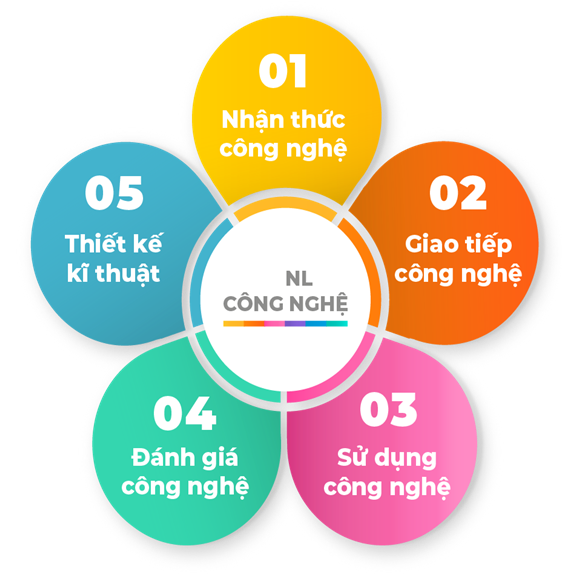 01
Nhận thức
công nghệ
02
Giao tiếp
công nghệ
03
Sử dụng
công nghệ
04
Đánh giá
công nghệ
05
Thiết kế
kĩ thuật
NL
CÔNG NGHỆ